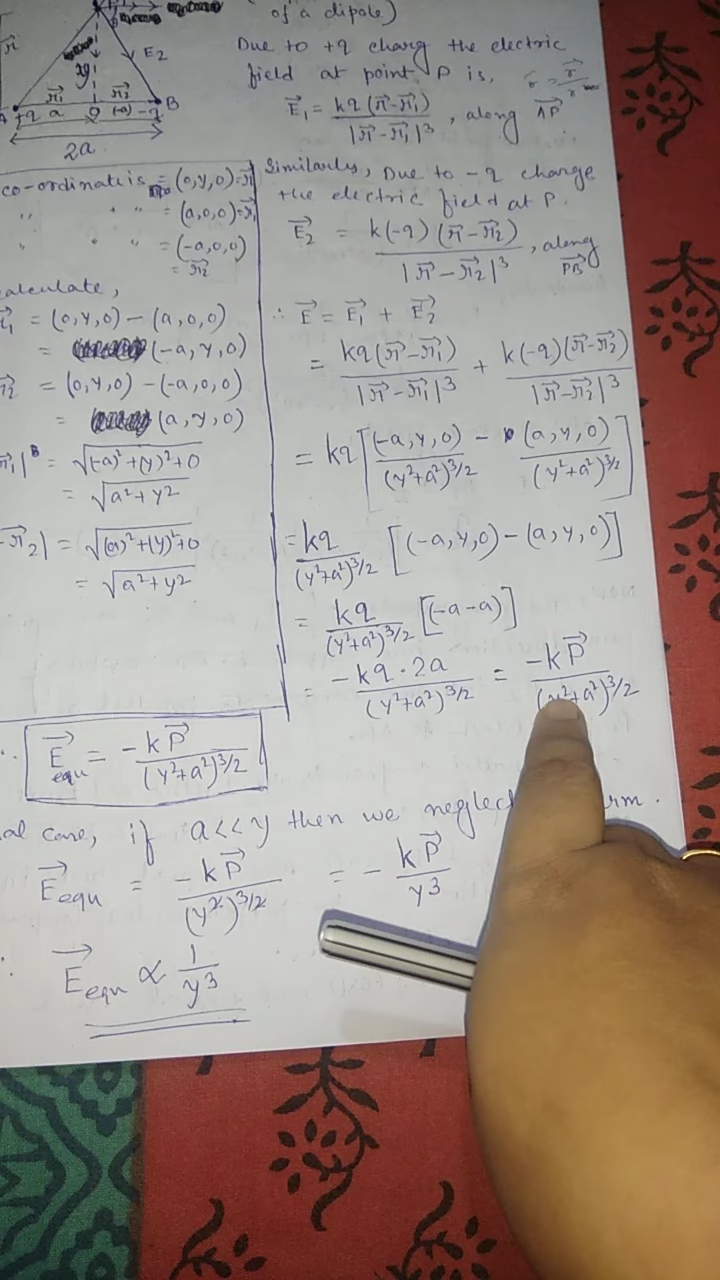 of a dipole)
E2
y
r1 r2
+q a O (-a) -q B
2a
co-ordinate is = (0,y,0) = r⃗
" " " = (a,0,0) = r⃗1
" " " = (-a,0,0)
= r⃗2
calculate,
r⃗1 = (0,y,0) – (a,0,0)
= (-a,y,0)
r⃗2 = (0,y,0) – (-a,0,0)
= (a,y,0)
r⃗1| = √(-a)²+(y)²+0
= √a²+y²
-r⃗2| = √(a)²+(y)²+0
= √a²+y²
∴ E⃗equ = -kP⃗/(y²+a²)^3/2
Due to +q charg the electric
field at point P is, r̂ = r⃗/r
E⃗1 = kq(r⃗-r⃗1)/|r⃗-r⃗1|³, along AP⃗
Similarly, Due to -q charge
the electric field at P.
E⃗2 = k(-q)(r⃗-r⃗2)/|r⃗-r⃗2|³, along PB⃗
∴ E⃗ = E⃗1 + E⃗2
= kq(r⃗-r⃗1)/|r⃗-r⃗1|³ + k(-q)(r⃗-r⃗2)/|r⃗-r⃗2|³
= kq[(-a,y,0)/(y²+a²)^3/2 - (a,y,0)/(y²+a²)^3/2]
= kq/(y²+a²)^3/2 [(-a,y,0)-(a,y,0)]
= kq/(y²+a²)^3/2 [(-a-a)]
= -kq·2a/(y²+a²)^3/2 = -kP⃗/(y²+a²)^3/2
al case, if a<<y then we neglect
E⃗equ = -kP⃗/(y²)^3/2 = - kP⃗/y³
∴ E⃗equ ∝ 1/y³